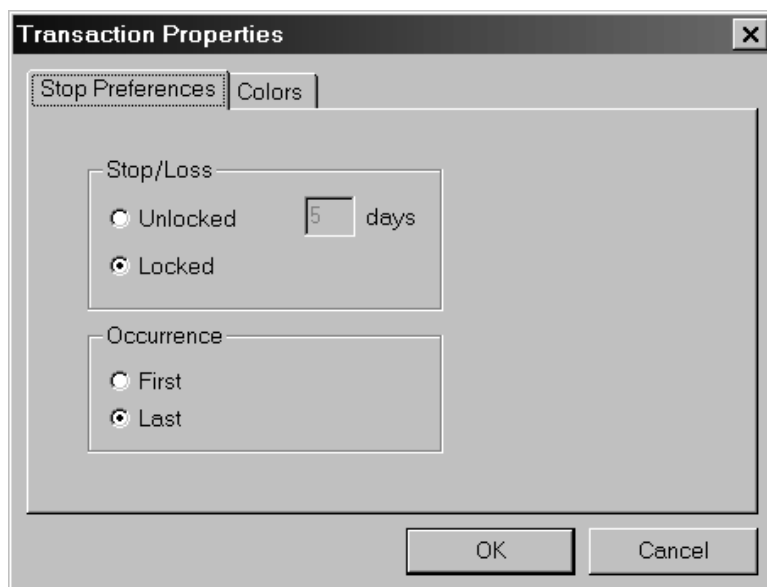 Transaction Properties
Stop Preferences Colors
Stop/Loss
Unlocked 5 days
Locked
Occurrence
First
Last
OK Cancel